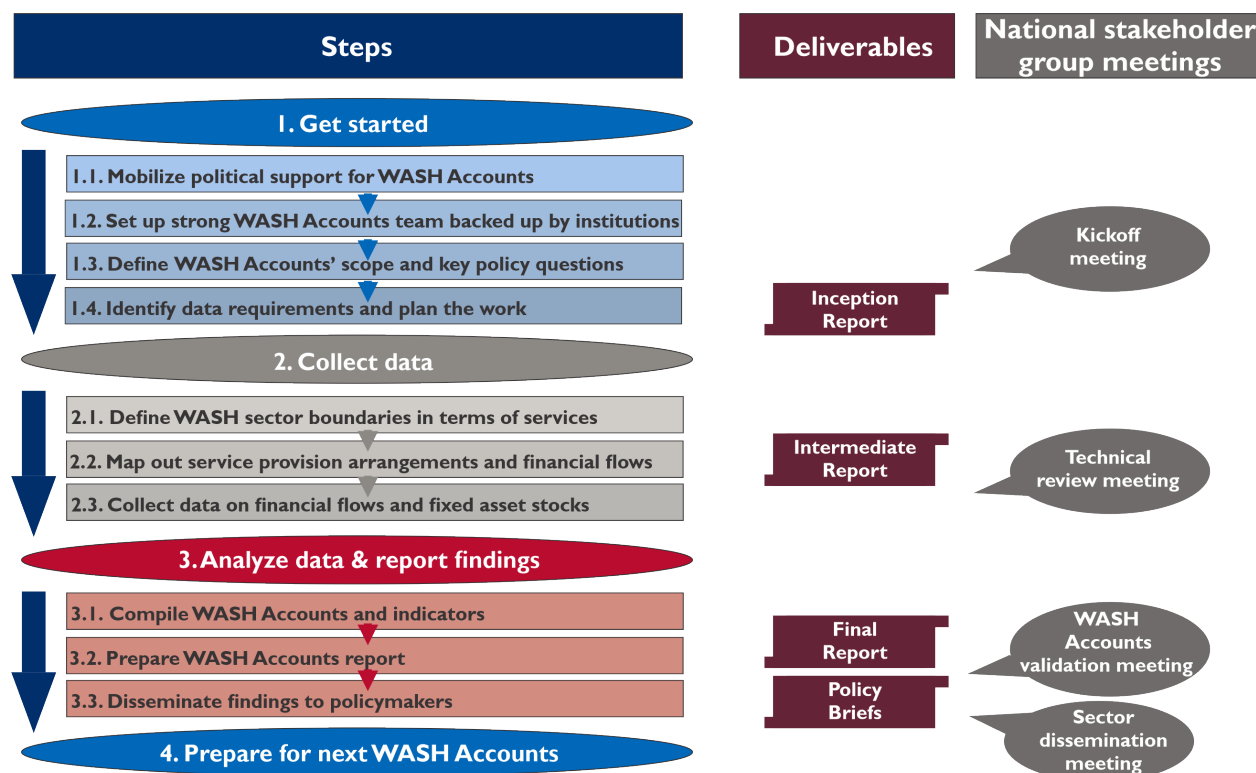 Steps
Deliverables
National stakeholder
group meetings
1. Get started
1.1. Mobilize political support for WASH Accounts
1.2. Set up strong WASH Accounts team backed up by institutions
1.3. Define WASH Accounts' scope and key policy questions
1.4. Identify data requirements and plan the work
Inception
Report
Kickoff
meeting
2. Collect data
2.1. Define WASH sector boundaries in terms of services
2.2. Map out service provision arrangements and financial flows
2.3. Collect data on financial flows and fixed asset stocks
Intermediate
Report
Technical
review meeting
3. Analyze data & report findings
3.1. Compile WASH Accounts and indicators
3.2. Prepare WASH Accounts report
3.3. Disseminate findings to policymakers
Final
Report
Policy
Briefs
WASH
Accounts
validation meeting
Sector
dissemination
meeting
4. Prepare for next WASH Accounts